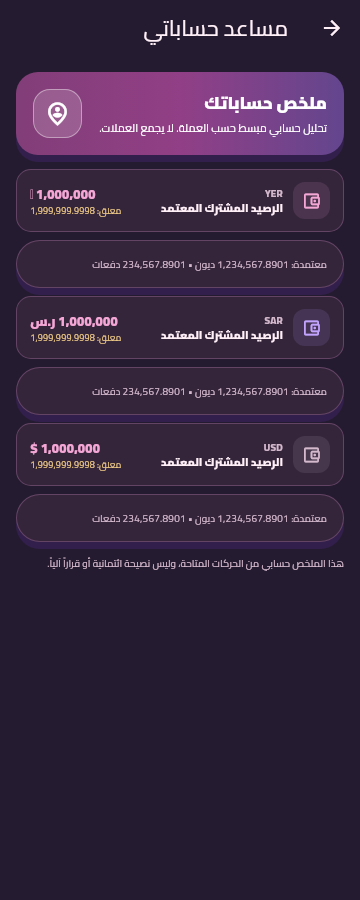 مساعد حساباتي
ملخص حساباتك
تحليل حسابي مبسط حسب العملة. لا يجمع العملات.
YER
الرصيد المشترك المعتمد
1,000,000
معلق: 1,999,999.9998
معتمدة: 1,234,567.8901 ديون • 234,567.8901 دفعات
SAR
الرصيد المشترك المعتمد
1,000,000 ر.س
معلق: 1,999,999.9998
معتمدة: 1,234,567.8901 ديون • 234,567.8901 دفعات
USD
الرصيد المشترك المعتمد
1,000,000 $
معلق: 1,999,999.9998
معتمدة: 1,234,567.8901 ديون • 234,567.8901 دفعات
هذا الملخص حسابي من الحركات المتاحة، وليس نصيحة ائتمانية أو قراراً آلياً.